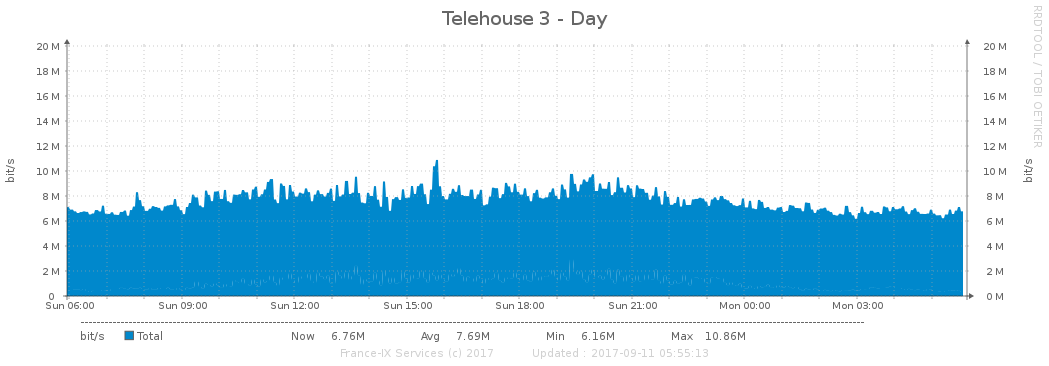 Telehouse 3 - Day
RRDTOOL / TOBI OETIKER
bit/s
bit/s
20 M 20 M
18 M 18 M
16 M 16 M
14 M 14 M
12 M 12 M
10 M 10 M
8 M 8 M
6 M 6 M
4 M 4 M
2 M 2 M
0 0 M
Sun 06:00 Sun 09:00 Sun 12:00 Sun 15:00 Sun 18:00 Sun 21:00 Mon 00:00 Mon 03:00
bit/s Total Now 6.76M Avg 7.69M Min 6.16M Max 10.86M
France-IX Services (c) 2017 Updated : 2017-09-11 05:55:13